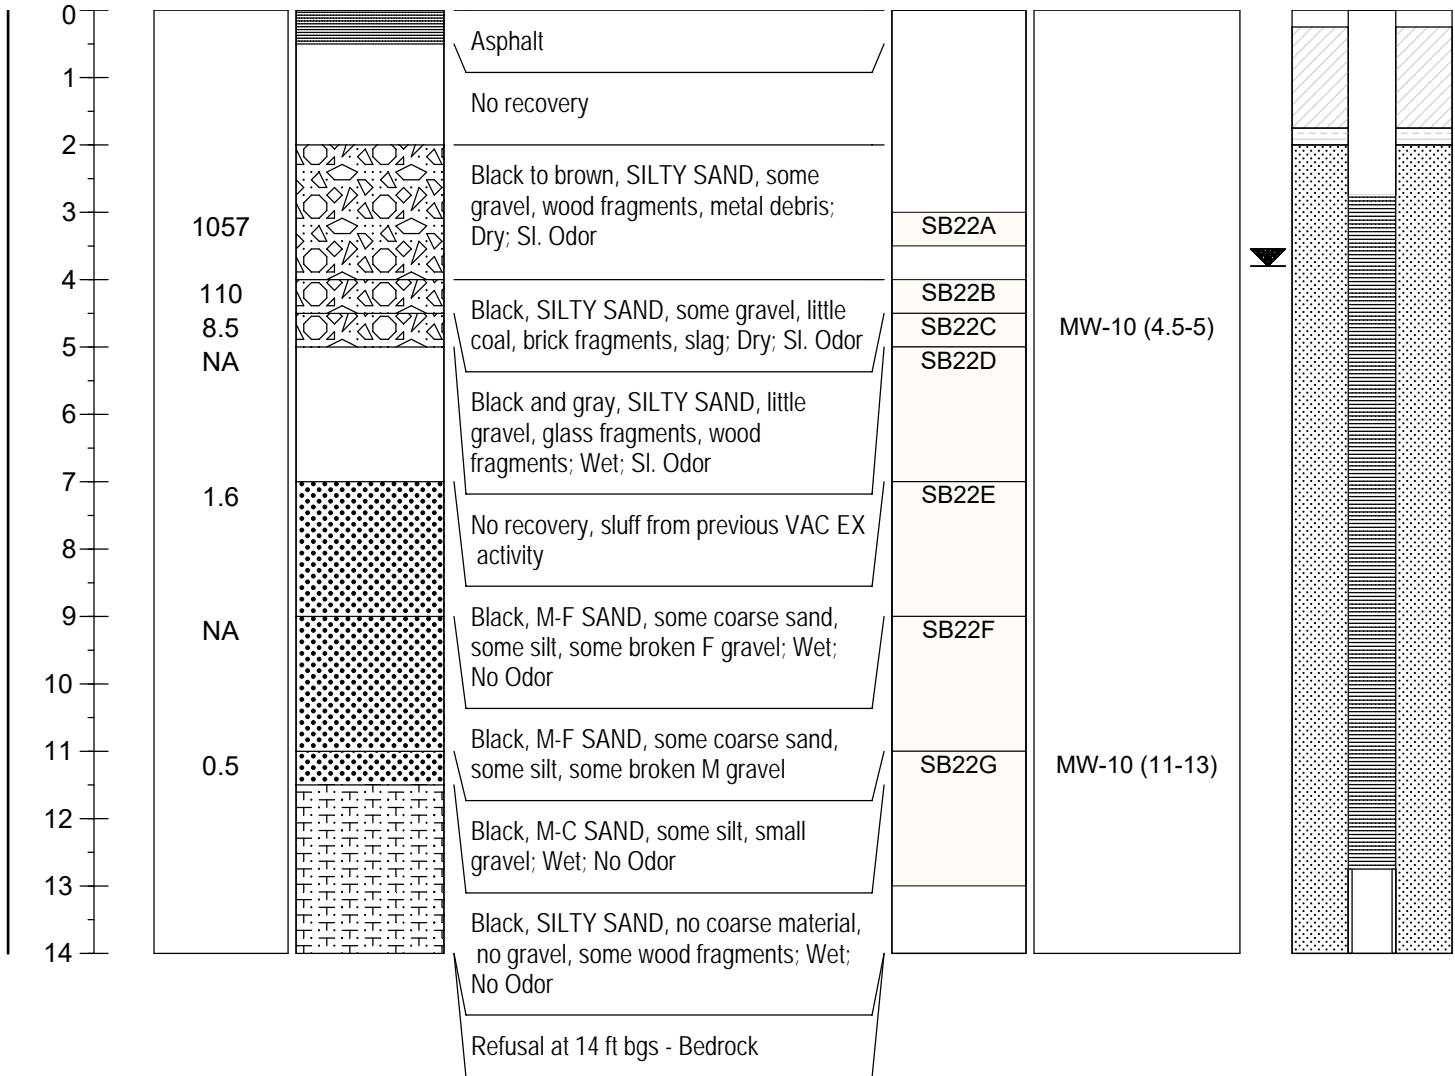 0
1
2
3
4
5
6
7
8
9
10
11
12
13
14
1057
110
8.5
NA
1.6
NA
0.5
Asphalt
No recovery
Black to brown, SILTY SAND, some
gravel, wood fragments, metal debris;
Dry; Sl. Odor
Black, SILTY SAND, some gravel, little
coal, brick fragments, slag; Dry; Sl. Odor
Black and gray, SILTY SAND, little
gravel, glass fragments, wood
fragments; Wet; Sl. Odor
No recovery, sluff from previous VAC EX
activity
Black, M-F SAND, some coarse sand,
some silt, some broken F gravel; Wet;
No Odor
Black, M-F SAND, some coarse sand,
some silt, some broken M gravel
Black, M-C SAND, some silt, small
gravel; Wet; No Odor
Black, SILTY SAND, no coarse material,
no gravel, some wood fragments; Wet;
No Odor
Refusal at 14 ft bgs - Bedrock
SB22A
SB22B
SB22C
SB22D
SB22E
SB22F
SB22G
MW-10 (4.5-5)
MW-10 (11-13)